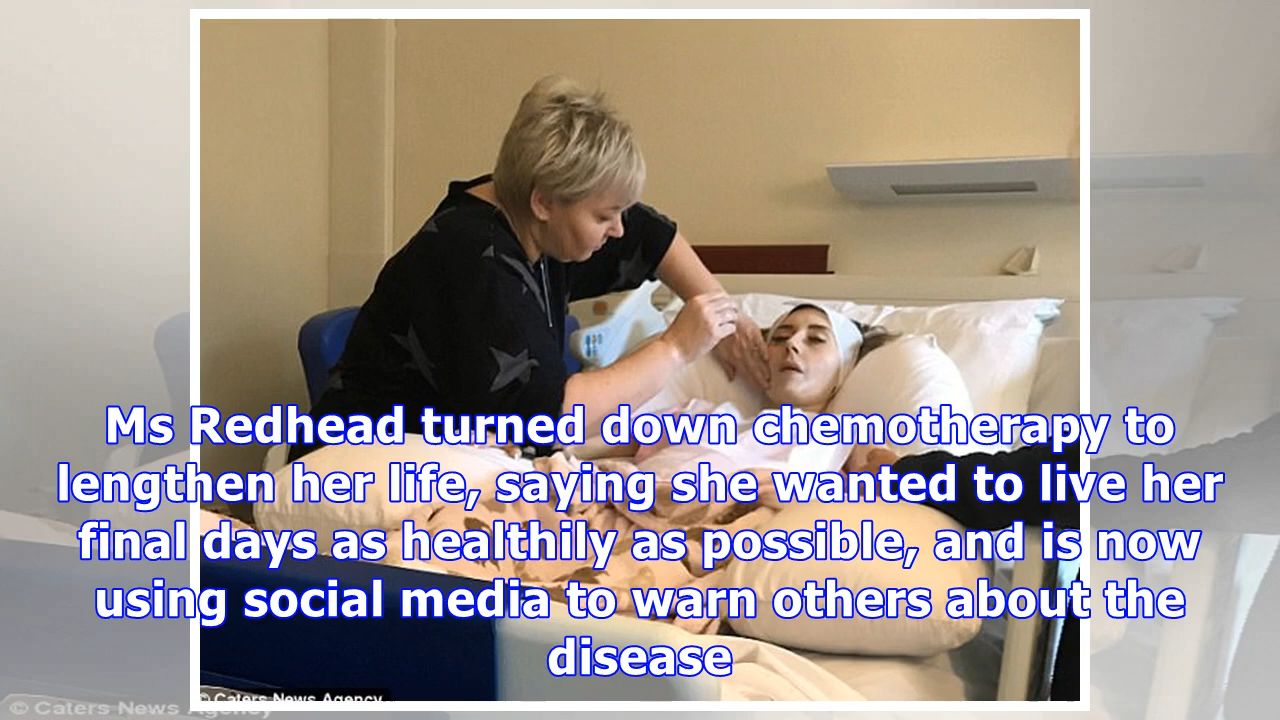 Ms Redhead turned down chemotherapy to
lengthen her life, saying she wanted to live her
final days as healthily as possible, and is now
using social media to warn others about the
disease
© Caters News Agency
© Caters News Agency